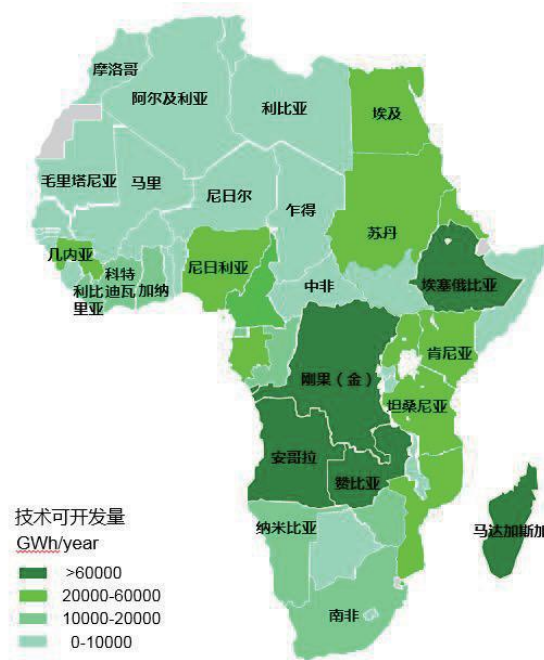 摩洛哥
阿尔及利亚
利比亚
埃及
毛里塔尼亚
马里
尼日尔
乍得
苏丹
几内亚
科特
迪瓦
利比
里亚
加纳
尼日利亚
中非
埃塞俄比亚
肯尼亚
刚果（金）
坦桑尼亚
安哥拉
赞比亚
马达加斯加
纳米比亚
南非
技术可开发量
GWh/year
>60000
20000-60000
10000-20000
0-10000